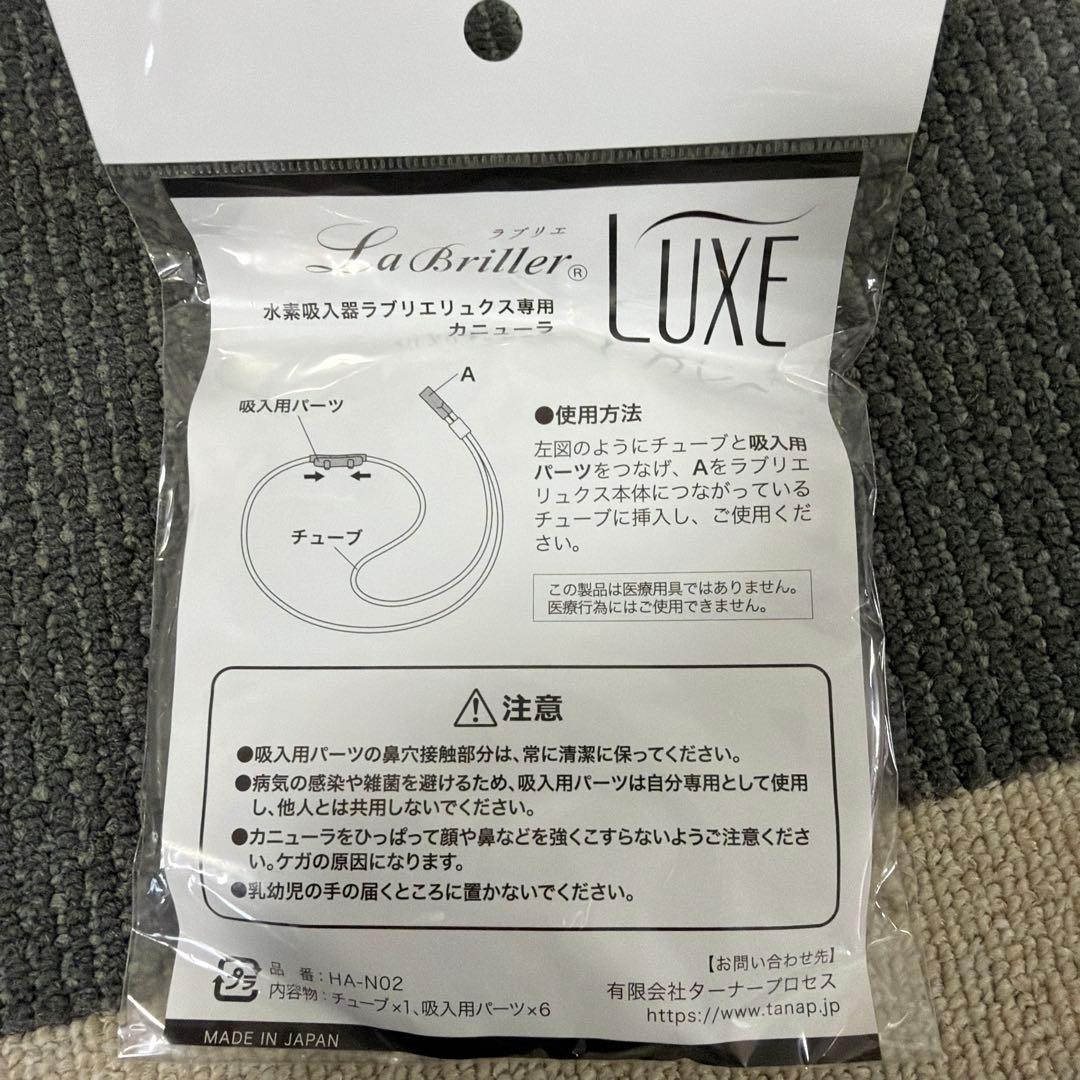 ラブリエ
La Briller® LUXE
水素吸入器ラブリエリュクス専用
カニューラ
A
吸入用パーツ
チューブ
●使用方法
左図のようにチューブと吸入用
パーツをつなげ、Aをラブリエ
リュクス本体につながっている
チューブに挿入し、ご使用くだ
さい。
この製品は医療用具ではありません。
医療行為にはご使用できません。
注意
●吸入用パーツの鼻穴接触部分は、常に清潔に保ってください。
●病気の感染や雑菌を避けるため、吸入用パーツは自分専用として使用
し、他人とは共用しないでください。
●カニューラをひっぱって顔や鼻などを強くこすらないようご注意くださ
い。ケガの原因になります。
●乳幼児の手の届くところに置かないでください。
プラ
品 番：HA-N02
内容物：チューブ×1、吸入用パーツ×6
【お問い合わせ先】
有限会社ターナープロセス
https://www.tanap.jp
MADE IN JAPAN